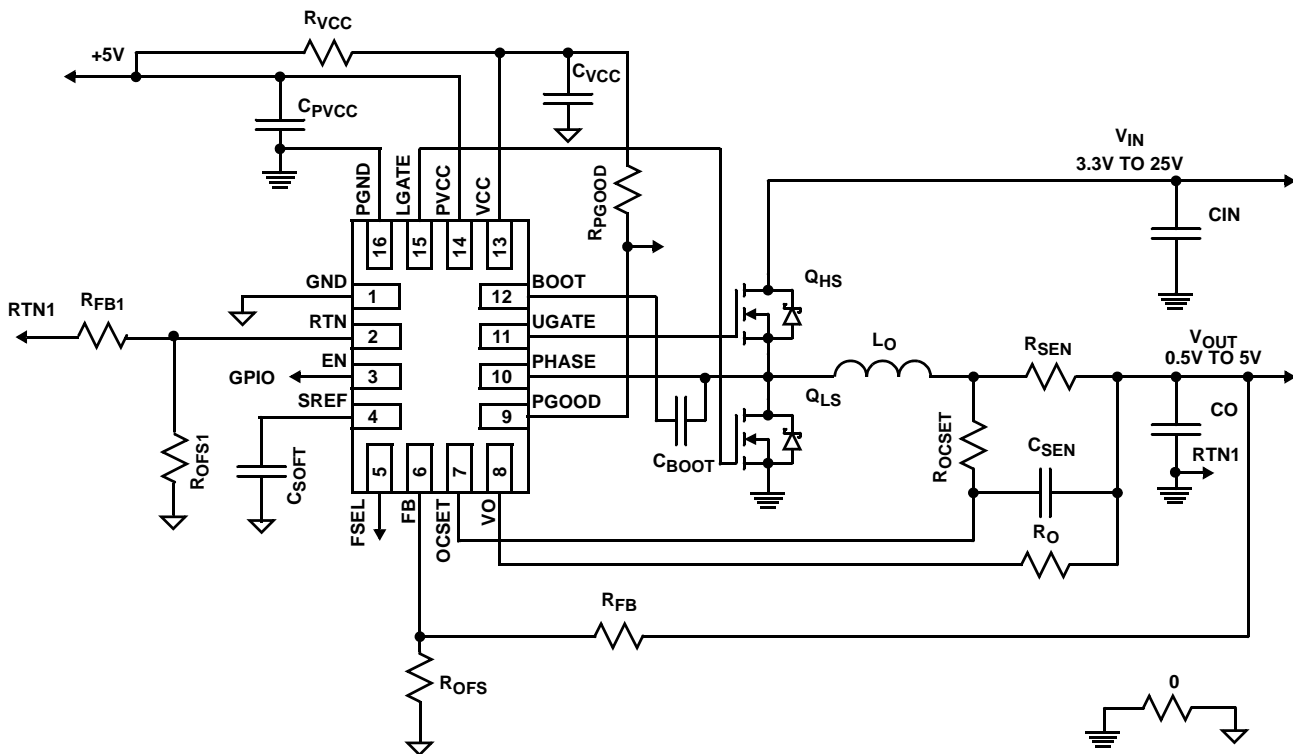 RVCC
+5V
CVCC
CPVCC
VIN
3.3V TO 25V
PGND
LGATE
PVCC
VCC
RPGOOD
CIN
16
15
14
13
GND
1
12
BOOT
QHS
RTN1
RFB1
RTN
2
11
UGATE
LO
RSEN
VOUT
0.5V TO 5V
EN
GPIO
3
10
PHASE
QLS
SREF
4
9
PGOOD
CO
RTN1
ROFS1
CSOFT
5
6
7
8
CBOOT
ROCSET
CSEN
FSEL
FB
OCSET
VO
RO
RFB
ROFS
0